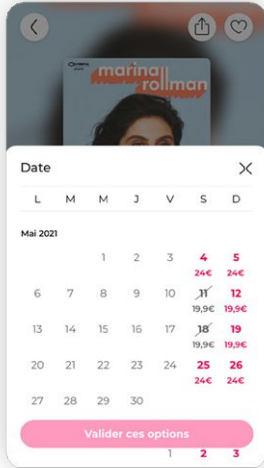 marina
rollman
Date
L M M J V S D
Mai 2021
1 2 3 4 5
24€ 24€
6 7 8 9 10 11 12
19,9€ 19,9€
13 14 15 16 17 18 19
19,9€ 19,9€
20 21 22 23 24 25 26
24€ 24€
27 28 29 30
Valider ces options
1 2 3